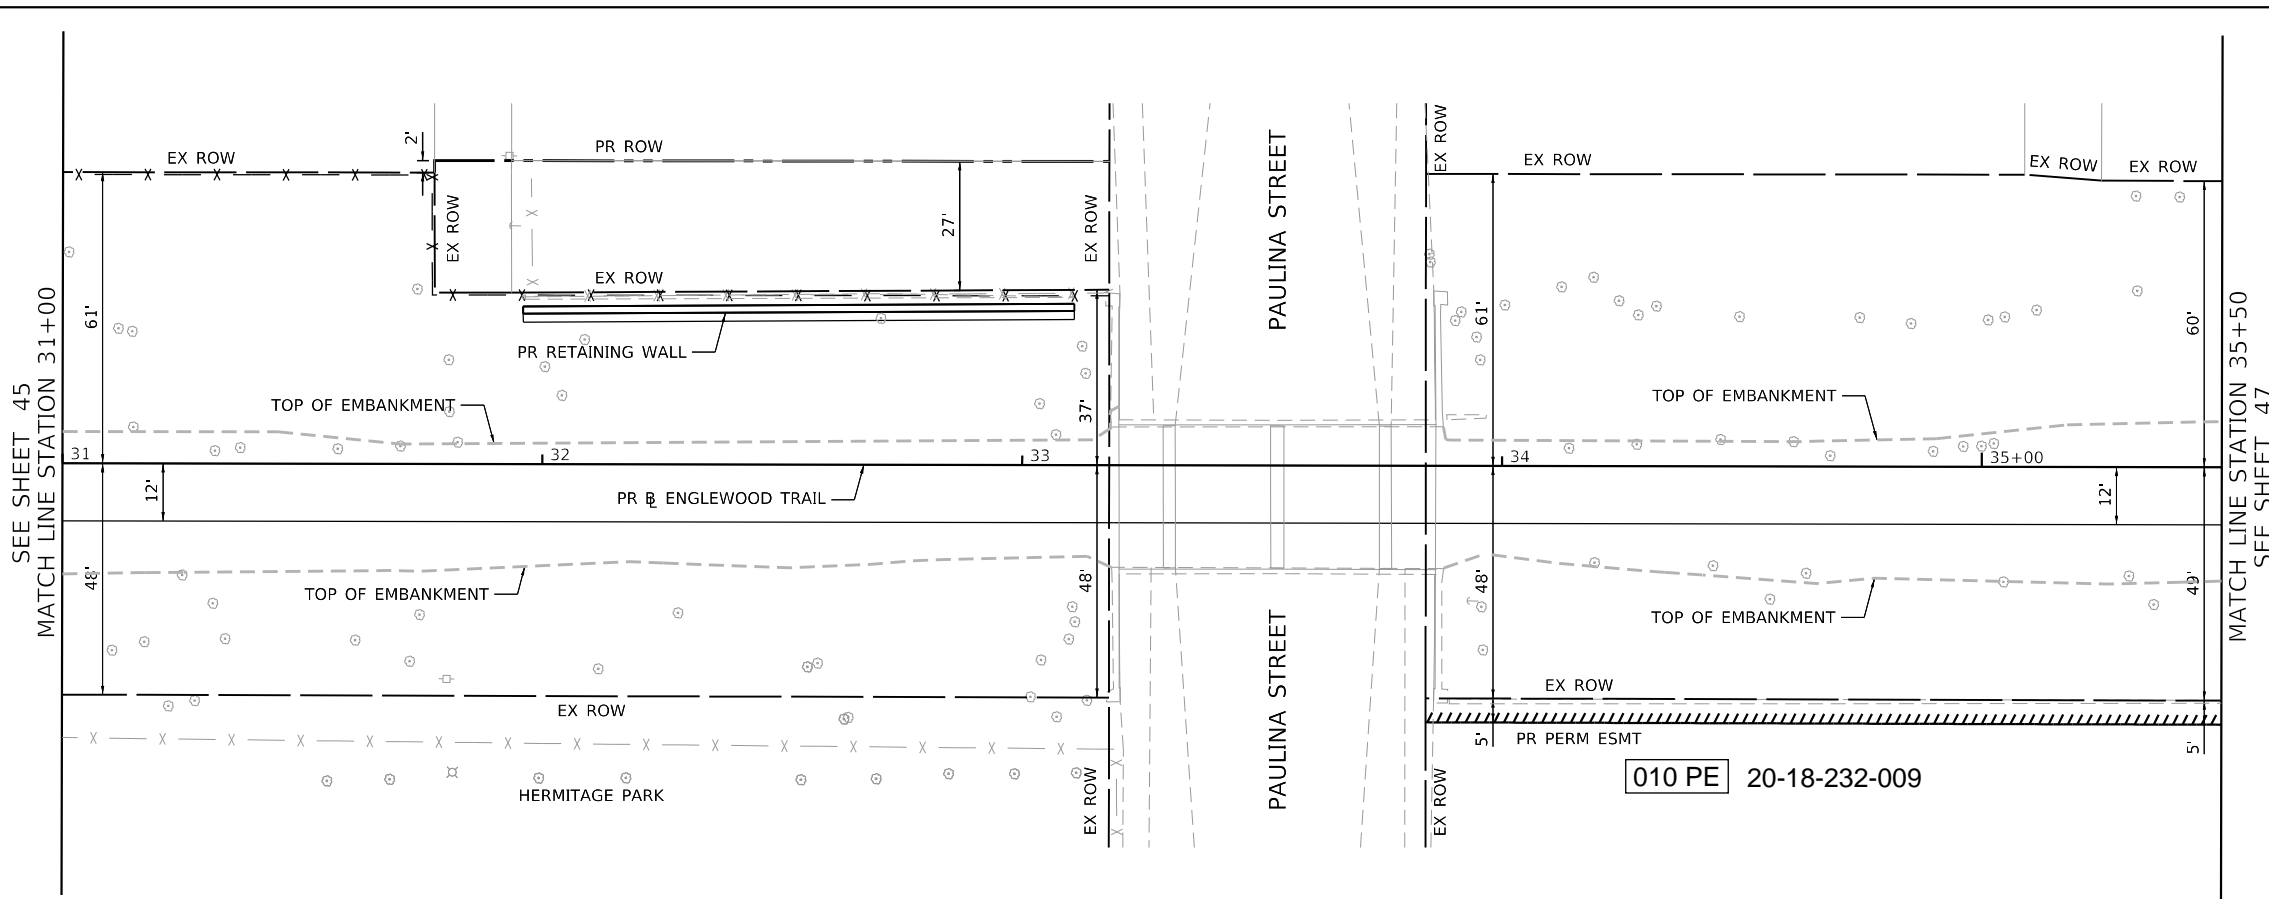 SEE SHEET 45
MATCH LINE STATION 31+00
EX ROW
2'
PR ROW
EX ROW
27'
EX ROW
EX ROW
61'
PR RETAINING WALL
TOP OF EMBANKMENT
37'
31
32
33
12'
PR BL ENGLEWOOD TRAIL
48'
TOP OF EMBANKMENT
48'
EX ROW
HERMITAGE PARK
EX ROW
PAULINA STREET
PAULINA STREET
EX ROW
EX ROW
EX ROW
EX ROW
61'
60'
TOP OF EMBANKMENT
34
35+00
12'
48'
49'
TOP OF EMBANKMENT
EX ROW
5'
PR PERM ESMT
5'
010 PE 20-18-232-009
EX ROW
MATCH LINE STATION 35+50
SEE SHEET 47